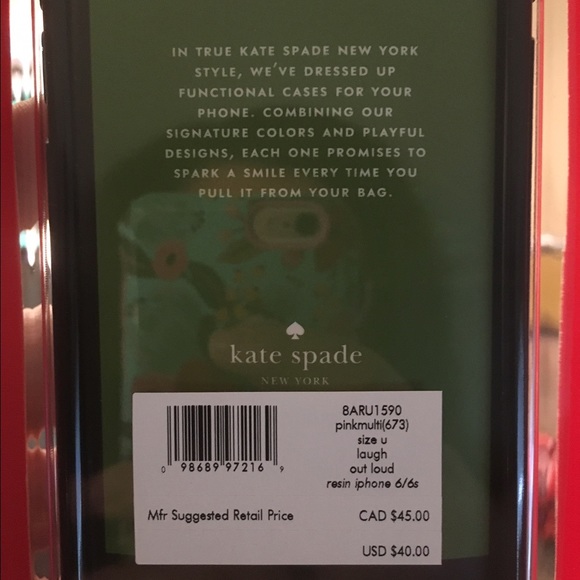 IN TRUE KATE SPADE NEW YORK
STYLE, WE'VE DRESSED UP
FUNCTIONAL CASES FOR YOUR
PHONE. COMBINING OUR
SIGNATURE COLORS AND PLAYFUL
DESIGNS, EACH ONE PROMISES TO
SPARK A SMILE EVERY TIME YOU
PULL IT FROM YOUR BAG.
kate spade
NEW YORK
8ARU1590
pinkmulti(673)
size u
laugh
out loud
resin iphone 6/6s
0 98689 97216 9
Mfr Suggested Retail Price CAD $45.00
USD $40.00